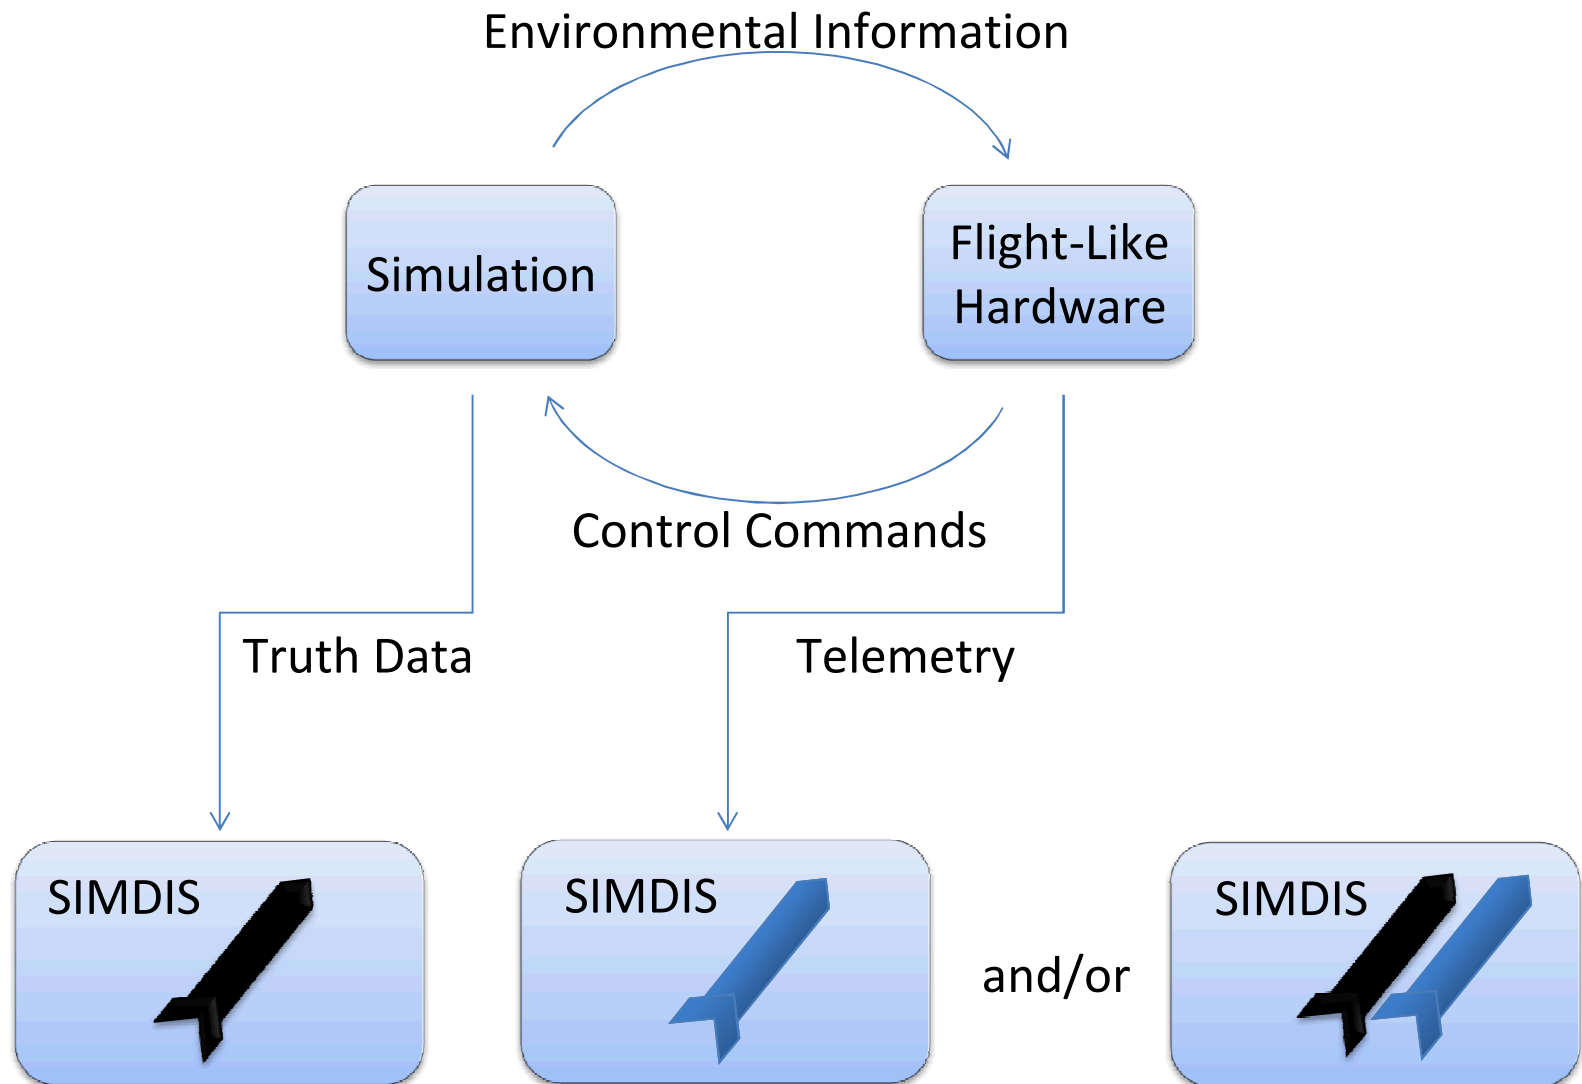 Environmental Information
Simulation
Flight-Like
Hardware
Control Commands
Truth Data
Telemetry
SIMDIS
SIMDIS
and/or
SIMDIS